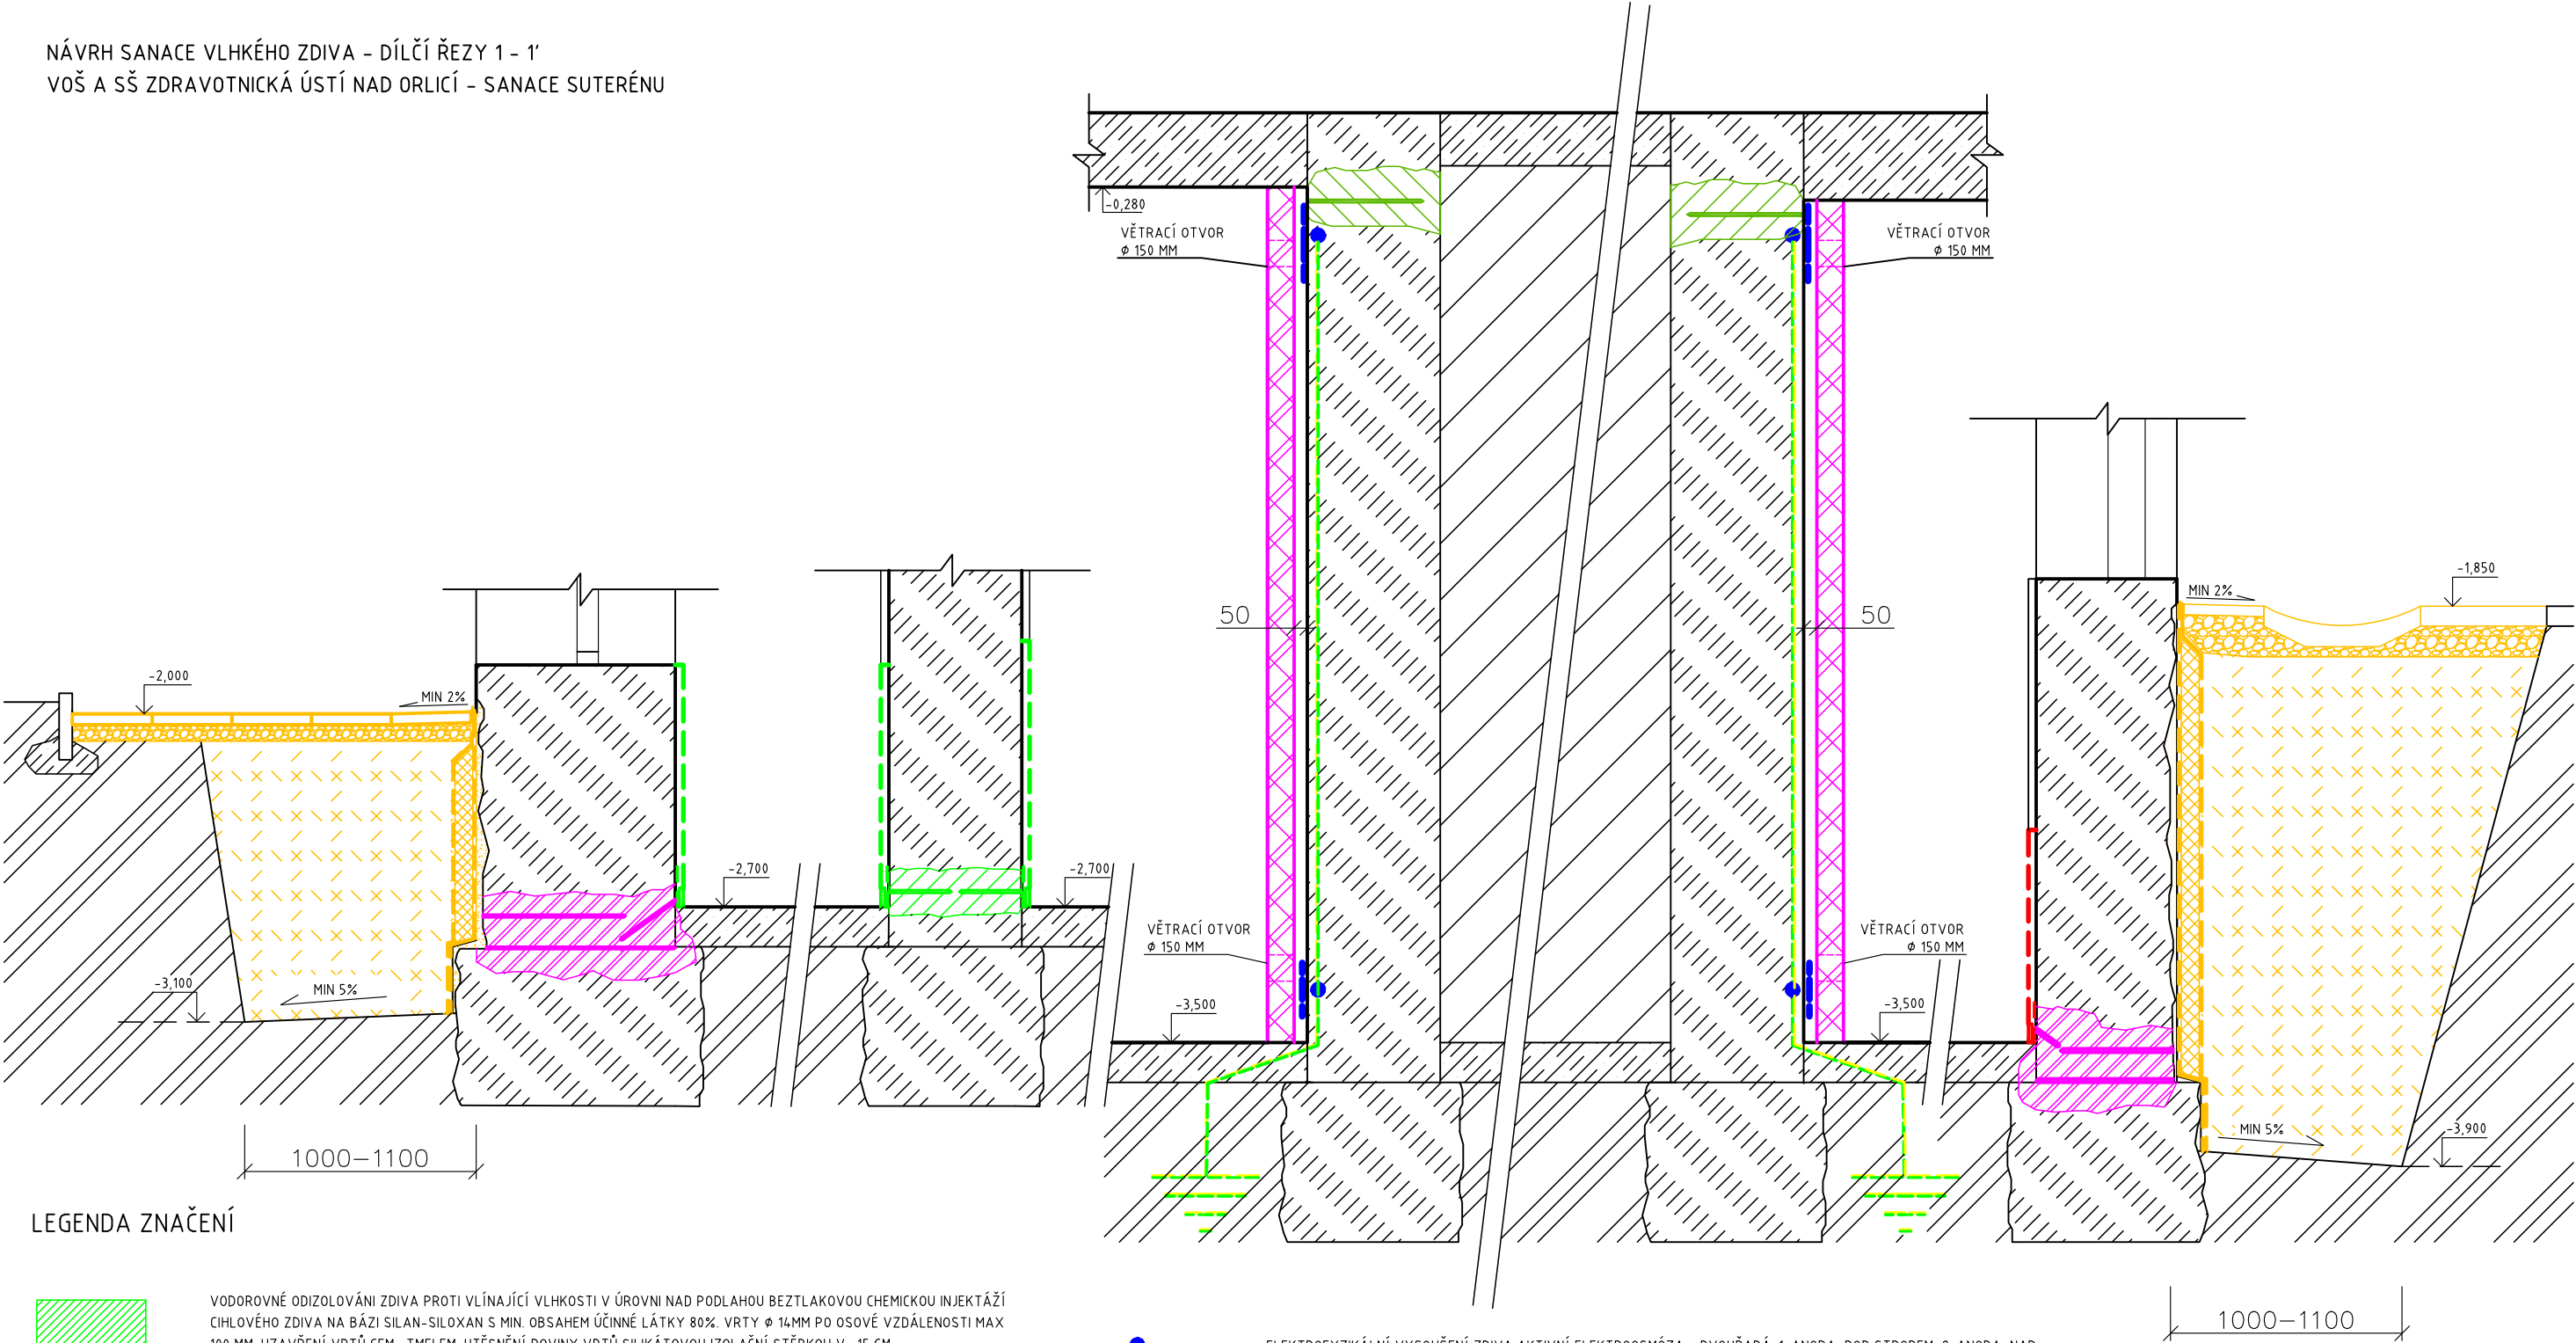 NÁVRH SANACE VLHKÉHO ZDIVA - DÍLČÍ ŘEZY 1 - 1'
VOŠ A SŠ ZDRAVOTNICKÁ ÚSTÍ NAD ORLICÍ - SANACE SUTERÉNU
-0,280
VĚTRACÍ OTVOR
ϕ 150 MM
VĚTRACÍ OTVOR
ϕ 150 MM
50
50
-1,850
MIN 2%
-2,000
MIN 2%
-2,700
-2,700
VĚTRACÍ OTVOR
ϕ 150 MM
VĚTRACÍ OTVOR
ϕ 150 MM
-3,100
MIN 5%
-3,500
-3,500
MIN 5%
-3,900
1000-1100
1000-1100
LEGENDA ZNAČENÍ
VODOROVNÉ ODIZOLOVÁNI ZDIVA PROTI VLÍNAJÍCÍ VLHKOSTI V ÚROVNI NAD PODLAHOU BEZTLAKOVOU CHEMICKOU INJEKTÁŽÍ
CIHLOVÉHO ZDIVA NA BÁZI SILAN-SILOXAN S MIN. OBSAHEM ÚČINNÉ LÁTKY 80%. VRTY ϕ 14MM PO OSOVÉ VZDÁLENOSTI MAX